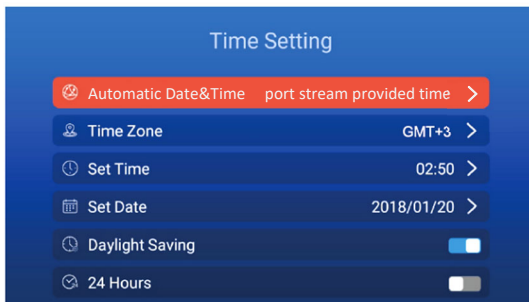 Time Setting
Automatic Date&Time port stream provided time
Time Zone GMT+3
Set Time 02:50
Set Date 2018/01/20
Daylight Saving
24 Hours